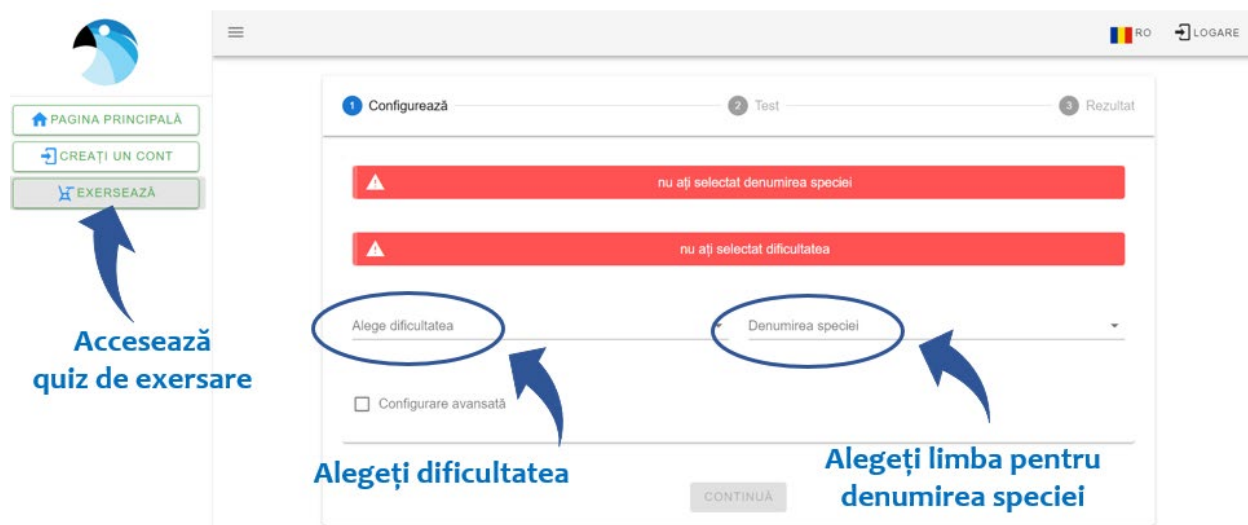 RO LOGARE
PAGINA PRINCIPALĂ
CREAȚI UN CONT
EXERSEAZĂ
1 Configurează 2 Test 3 Rezultat
nu ați selectat denumirea speciei
nu ați selectat dificultatea
Alege dificultatea Denumirea speciei
Configurare avansată
CONTINUĂ
Accesează
quiz de exersare
Alegeți dificultatea
Alegeți limba pentru
denumirea speciei